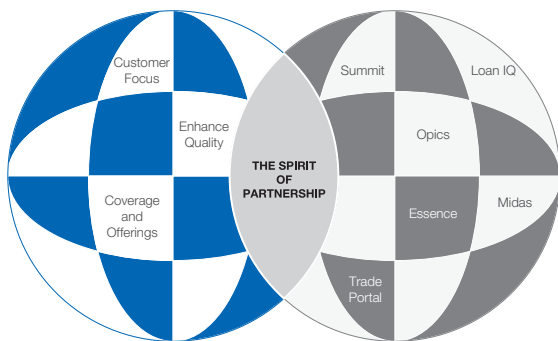 Customer
Focus
Enhance
Quality
Coverage
and
Offerings
THE SPIRIT
OF
PARTNERSHIP
Summit
Loan IQ
Opics
Essence
Midas
Trade
Portal